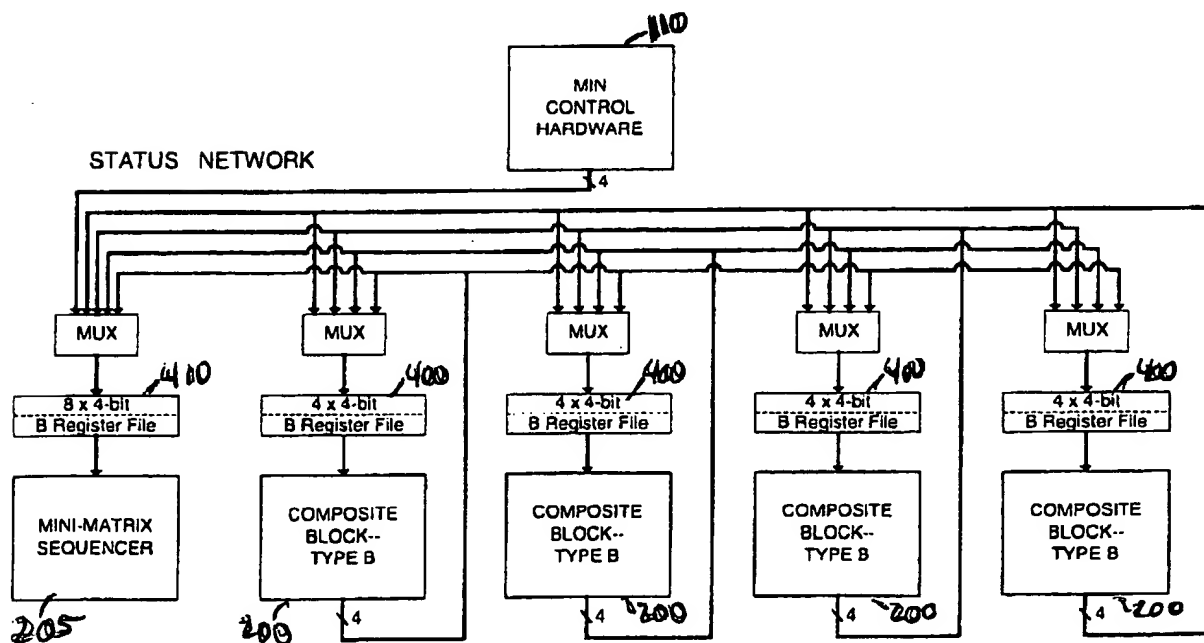 110
MIN
CONTROL
HARDWARE
STATUS NETWORK
4
MUX MUX MUX MUX MUX
410 400 400 400 400
8 x 4-bit 4 x 4-bit 4 x 4-bit 4 x 4-bit 4 x 4-bit
B Register File B Register File B Register File B Register File B Register File
MINI-MATRIX
SEQUENCER
COMPOSITE
BLOCK--
TYPE B
COMPOSITE
BLOCK--
TYPE B
COMPOSITE
BLOCK--
TYPE B
COMPOSITE
BLOCK--
TYPE B
205 200 4 200 4 200 4 200 4